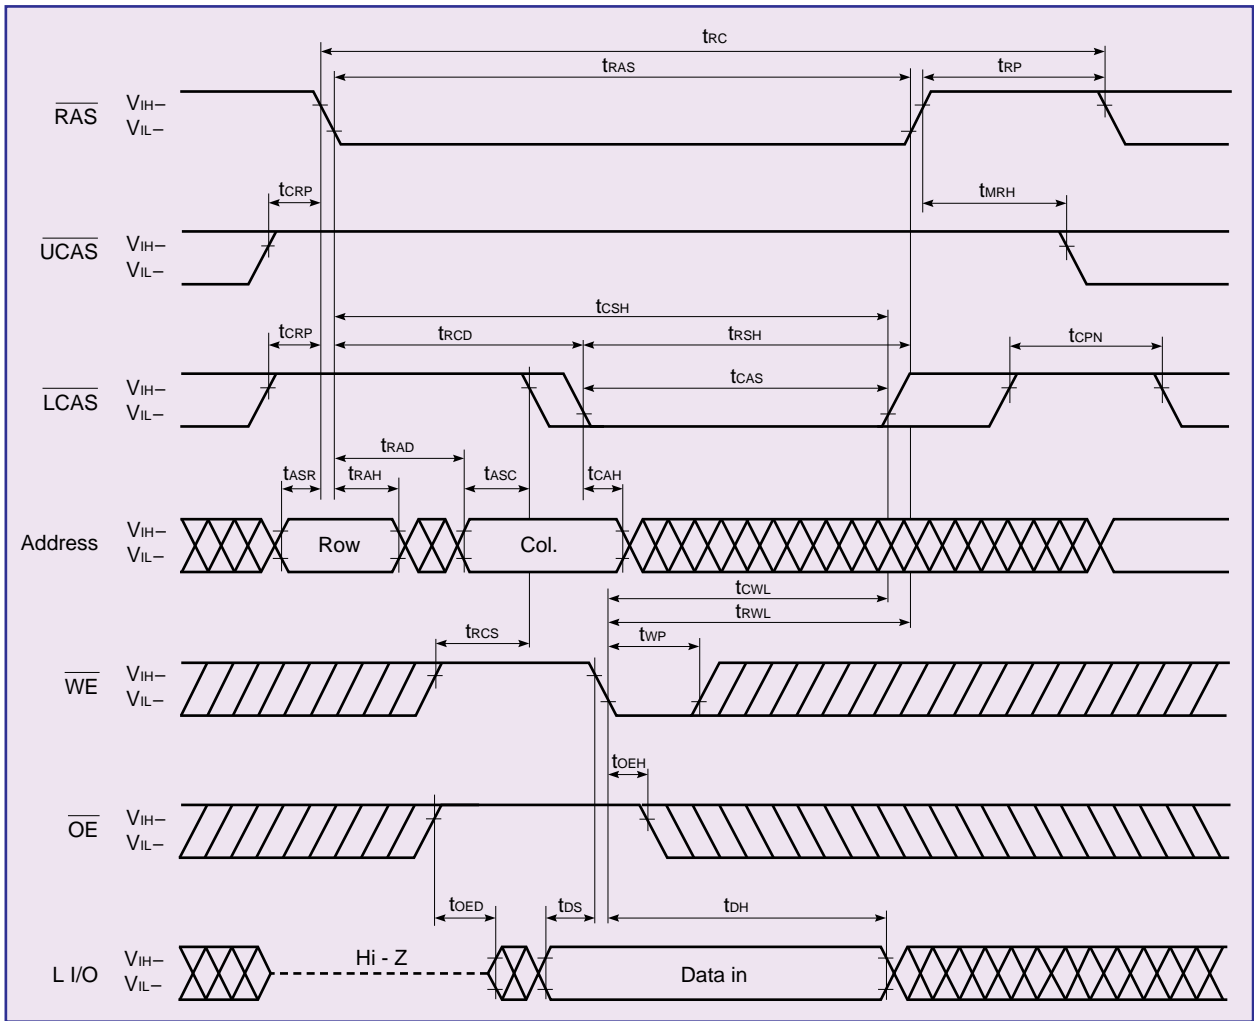 tRC
tRAS
tRP
RAS
VIH–
VIL–
tCRP
tMRH
UCAS
VIH–
VIL–
tCSH
tCRP
tRCD
tRSH
tCPN
tCAS
LCAS
VIH–
VIL–
tRAD
tASR
tRAH
tASC
tCAH
Address
VIH–
VIL–
Row
Col.
tCWL
tRWL
tRCS
tWP
WE
VIH–
VIL–
tOEH
OE
VIH–
VIL–
tOED
tDS
tDH
L I/O
VIH–
VIL–
Hi - Z
Data in